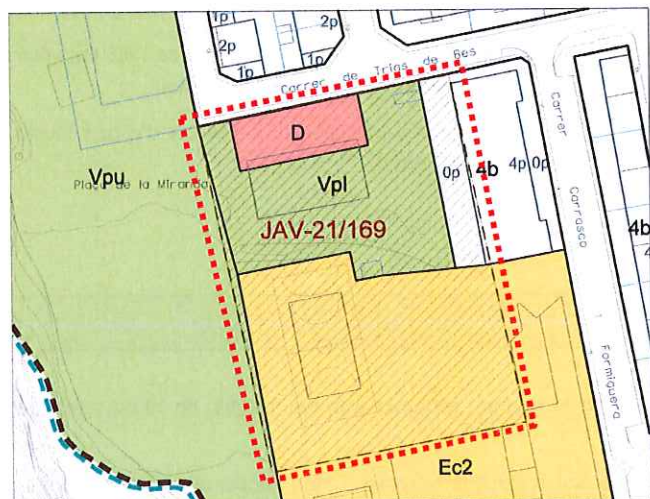 1p
2p
2p
1p
1p
Carrer de Trias de Bes
D
Vpu
Plaça de la Miranda
Vpl
0p
4b
4p
0p
JAV-21/169
Carrer
Carrasco
Formiguera
4b
4
Ec2